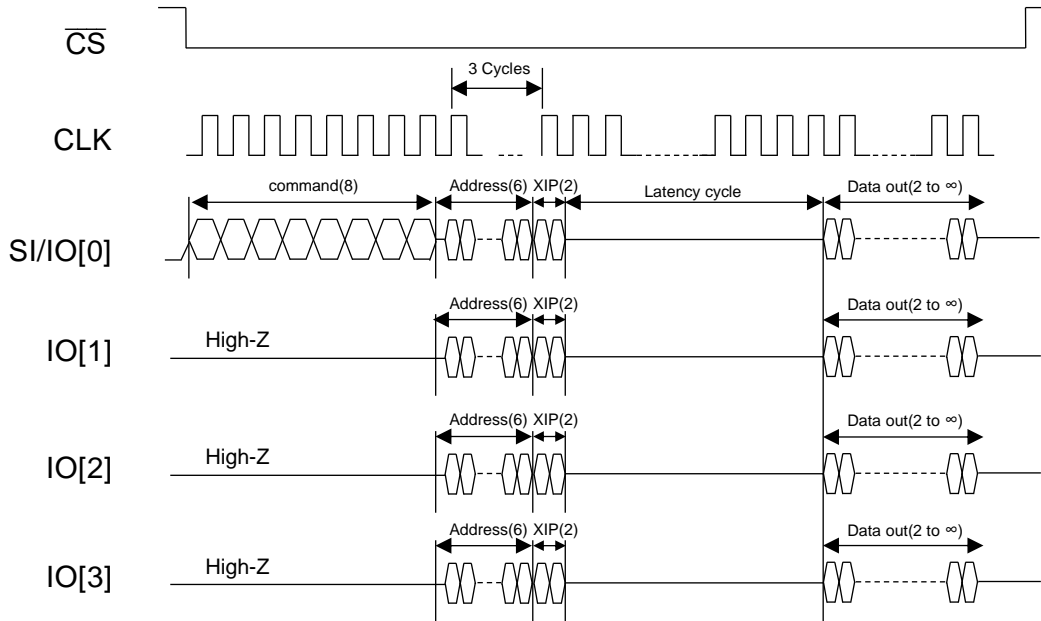 CS
3 Cycles
CLK
command(8) Address(6) XIP(2) Latency cycle Data out(2 to ∞)
SI/IO[0]
Address(6) XIP(2) Data out(2 to ∞)
IO[1] High-Z
Address(6) XIP(2) Data out(2 to ∞)
IO[2] High-Z
Address(6) XIP(2) Data out(2 to ∞)
IO[3] High-Z